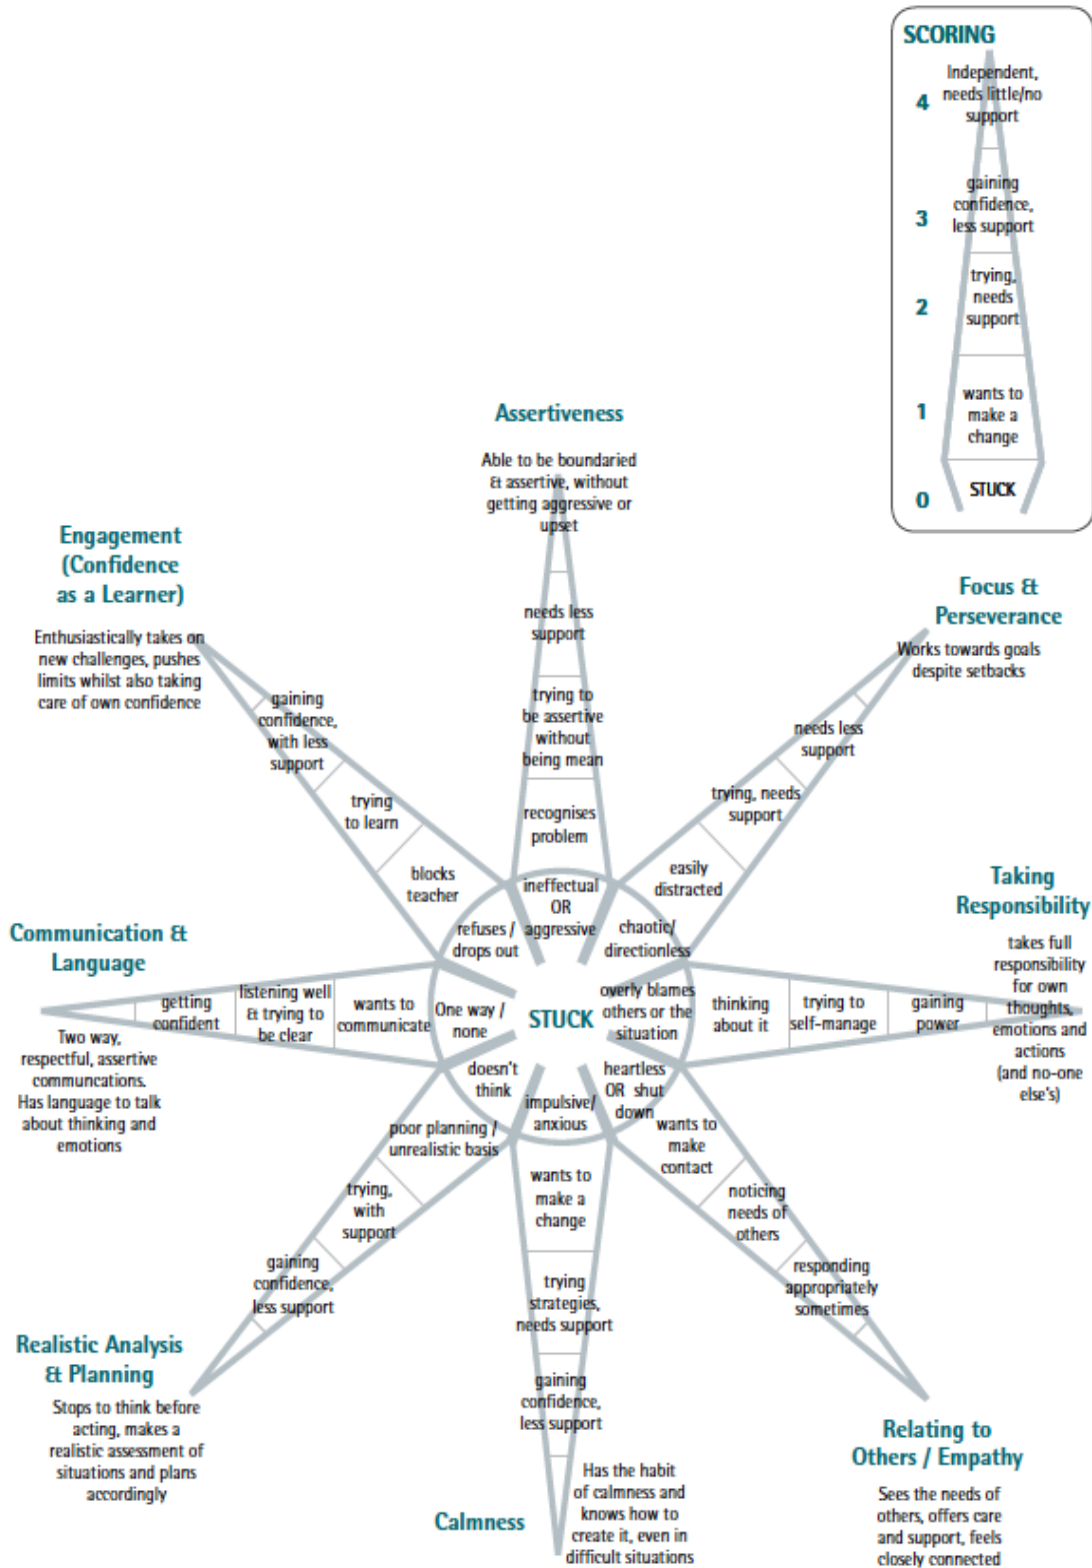 SCORING
4
Independent,
needs little/no
support
3
gaining
confidence,
less support
2
trying,
needs
support
1
wants to
make a
change
0
STUCK
Assertiveness
Able to be boundaried
& assertive, without
getting aggressive or
upset
needs less
support
trying to
be assertive
without
being mean
recognises
problem
ineffectual
OR
aggressive
Focus &
Perseverance
Works towards goals
despite setbacks
needs less
support
trying, needs
support
easily
distracted
chaotic/
directionless
Taking
Responsibility
takes full
responsibility
for own
thoughts,
emotions and
actions
(and no-one
else's)
gaining
power
trying to
self-manage
thinking
about it
overly blames
others or the
situation
Relating to
Others / Empathy
Sees the needs of
others, offers care
and support, feels
closely connected
responding
appropriately
sometimes
noticing
needs of
others
wants to
make
contact
heartless
OR shut
down
Calmness
Has the habit
of calmness and
knows how to
create it, even in
difficult situations
gaining
confidence,
less support
trying
strategies,
needs support
wants to
make a
change
impulsive/
anxious
Realistic Analysis
& Planning
Stops to think before
acting, makes a
realistic assessment of
situations and plans
accordingly
gaining
confidence,
less support
trying,
with
support
poor planning /
unrealistic basis
doesn't
think
Communication &
Language
Two way,
respectful, assertive
communcations.
Has language to talk
about thinking and
emotions
getting
confident
listening well
& trying to
be clear
wants to
communicate
One way /
none
Engagement
(Confidence
as a Learner)
Enthusiastically takes on
new challenges, pushes
limits whilst also taking
care of own confidence
gaining
confidence,
with less
support
trying
to learn
blocks
teacher
refuses /
drops out
STUCK